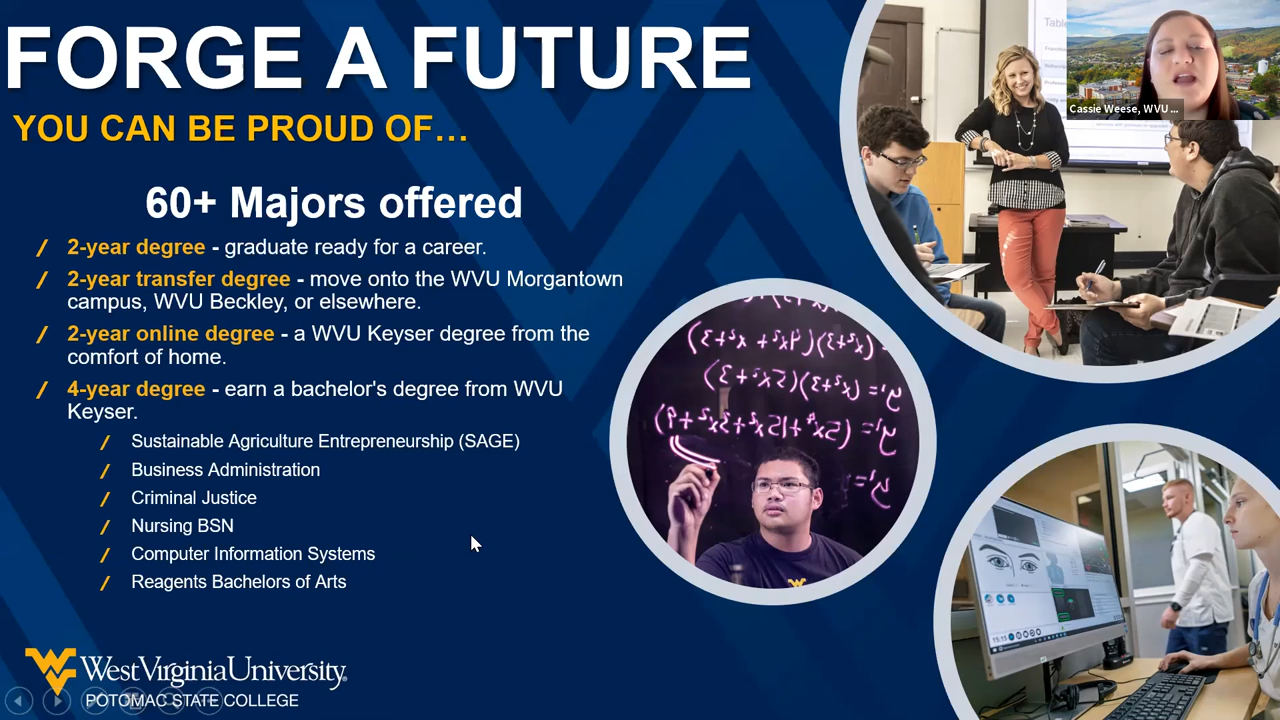 FORGE A FUTURE
YOU CAN BE PROUD OF...
60+ Majors offered
/ 2-year degree - graduate ready for a career.
/ 2-year transfer degree - move onto the WVU Morgantown
campus, WVU Beckley, or elsewhere.
/ 2-year online degree - a WVU Keyser degree from the
comfort of home.
/ 4-year degree - earn a bachelor's degree from WVU
Keyser.
/ Sustainable Agriculture Entrepreneurship (SAGE)
/ Business Administration
/ Criminal Justice
/ Nursing BSN
/ Computer Information Systems
/ Reagents Bachelors of Arts
WestVirginiaUniversity.
POTOMAC STATE COLLEGE
Cassie Weese, WVU ...
15:15